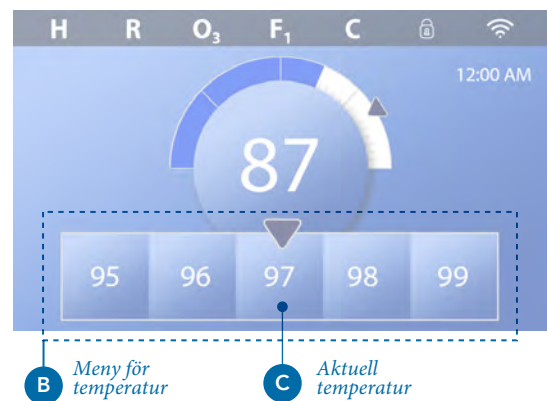 H R O₃ F₁ C
12:00 AM
87
95 96 97 98 99
B Meny för temperatur
C Aktuell temperatur